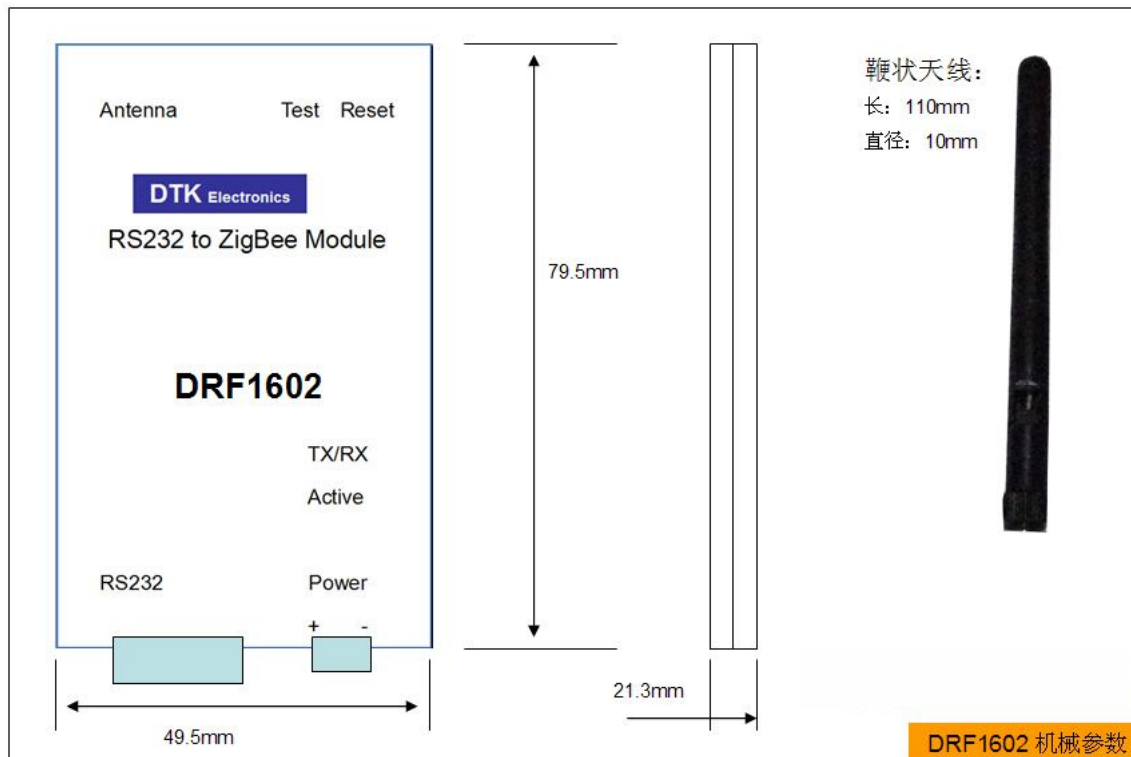 Antenna
Test Reset
DTK Electronics
RS232 to ZigBee Module
DRF1602
TX/RX
Active
RS232
Power
+ -
49.5mm
79.5mm
21.3mm
鞭状天线：
长：110mm
直径：10mm
DRF1602 机械参数